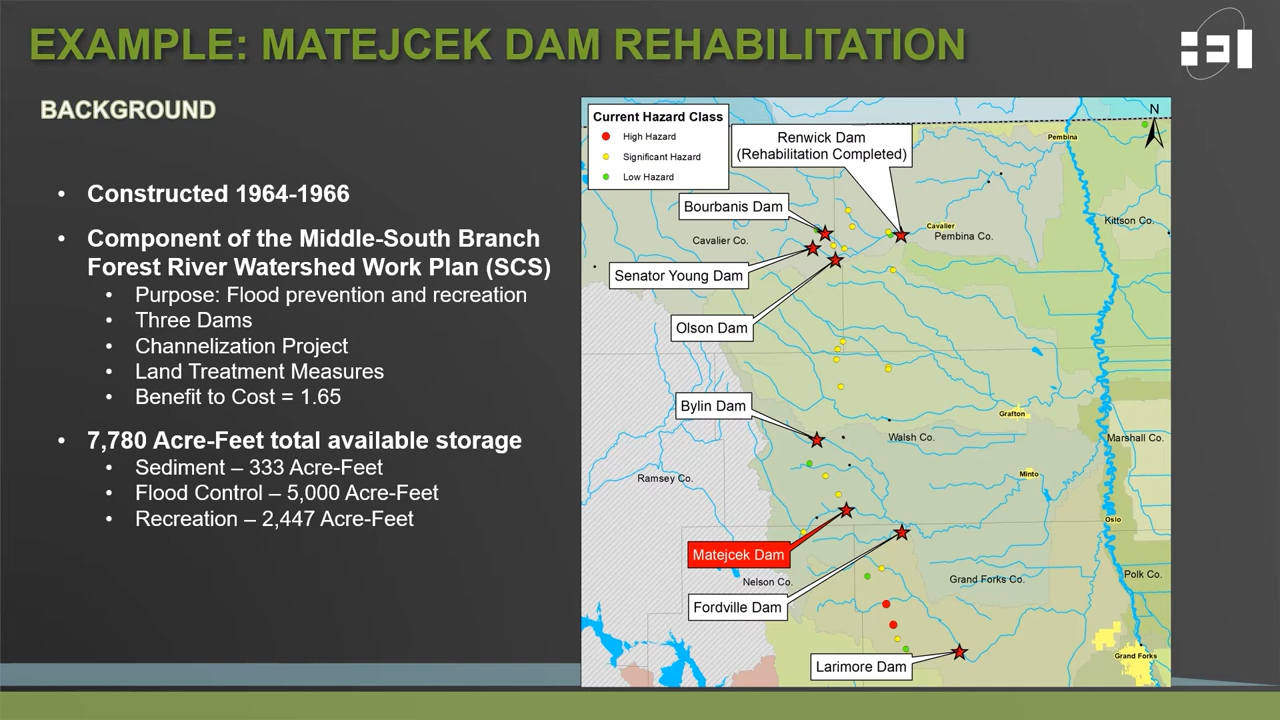 EXAMPLE: MATEJCEK DAM REHABILITATION
BACKGROUND
• Constructed 1964-1966
• Component of the Middle-South Branch
Forest River Watershed Work Plan (SCS)
• Purpose: Flood prevention and recreation
• Three Dams
• Channelization Project
• Land Treatment Measures
• Benefit to Cost = 1.65
• 7,780 Acre-Feet total available storage
• Sediment – 333 Acre-Feet
• Flood Control – 5,000 Acre-Feet
• Recreation – 2,447 Acre-Feet
Current Hazard Class
High Hazard
Significant Hazard
Low Hazard
N
Renwick Dam
(Rehabilitation Completed)
Pembina
Bourbanis Dam
Kittson Co.
Cavalier
Cavalier Co.
Pembina Co.
Senator Young Dam
Olson Dam
Bylin Dam
Grafton
Walsh Co.
Marshall Co.
Ramsey Co.
Minto
Oslo
Matejcek Dam
Nelson Co.
Grand Forks Co.
Polk Co.
Fordville Dam
Larimore Dam
Grand Forks